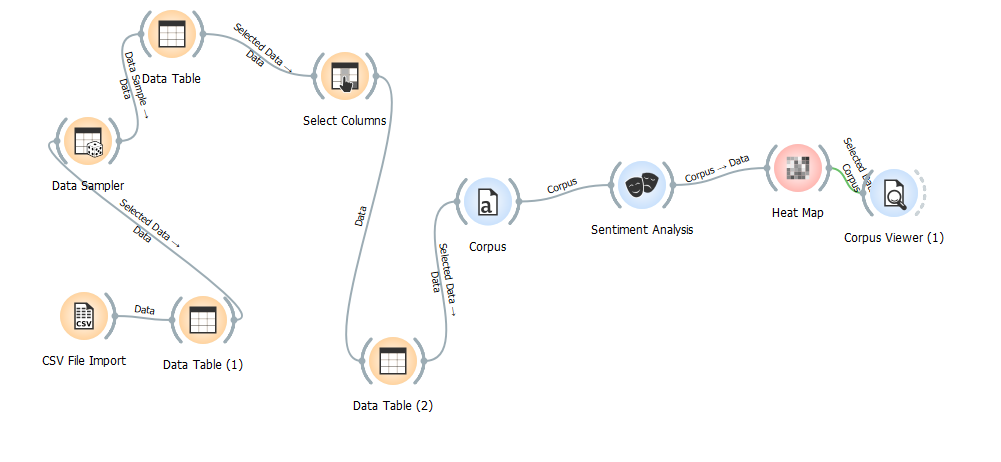 Data Table
Selected Data →
Data
Data Sample →
Data
Select Columns
Data Sampler
Selected Data →
Data
CSV
CSV File Import
Data
Data Table (1)
Data
Data Table (2)
Selected Data →
Data
a
Corpus
Corpus
Sentiment Analysis
Corpus → Data
Heat Map
Selected
Corpus
Corpus Viewer (1)